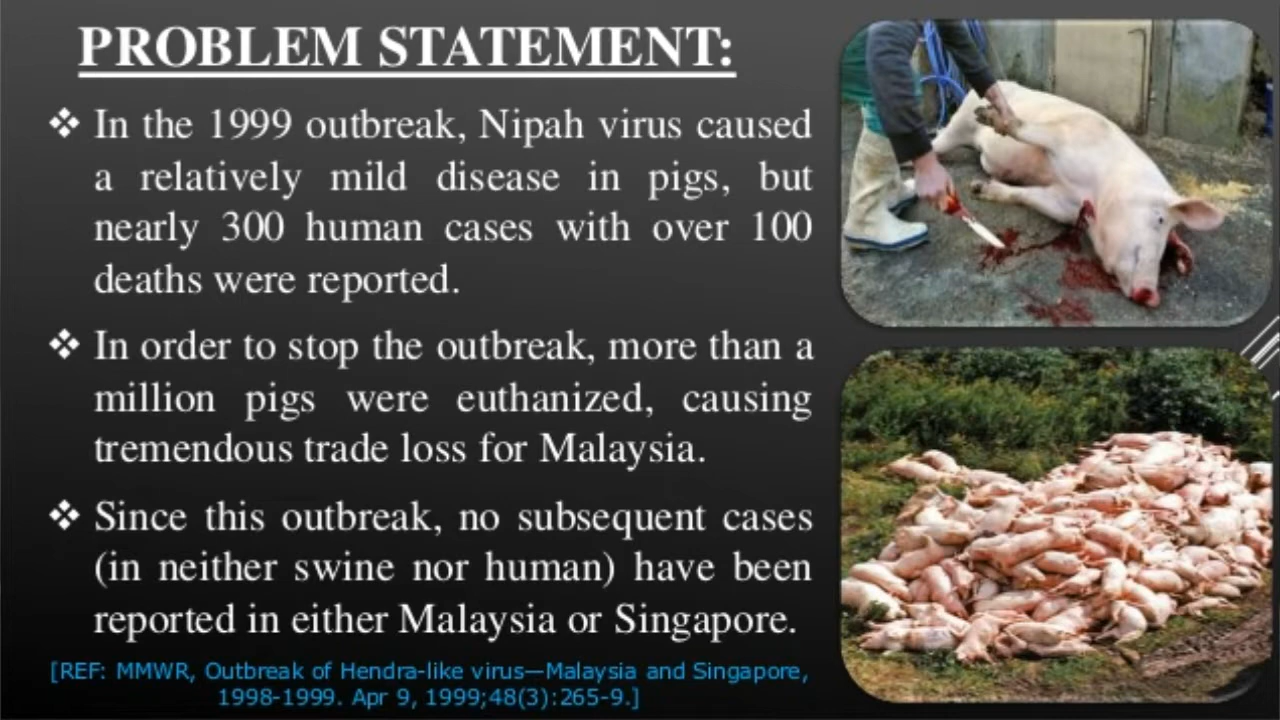 PROBLEM STATEMENT:
❖ In the 1999 outbreak, Nipah virus caused
a relatively mild disease in pigs, but
nearly 300 human cases with over 100
deaths were reported.
❖ In order to stop the outbreak, more than a
million pigs were euthanized, causing
tremendous trade loss for Malaysia.
❖ Since this outbreak, no subsequent cases
(in neither swine nor human) have been
reported in either Malaysia or Singapore.
[REF: MMWR, Outbreak of Hendra-like virus—Malaysia and Singapore,
1998-1999. Apr 9, 1999;48(3):265-9.]